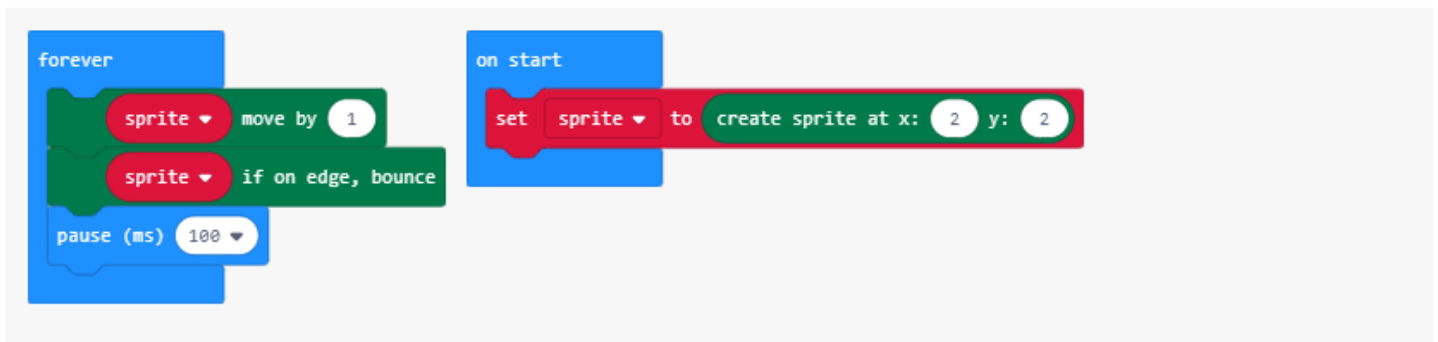 forever
sprite move by 1
sprite if on edge, bounce
pause (ms) 100
on start
set sprite to create sprite at x: 2 y: 2